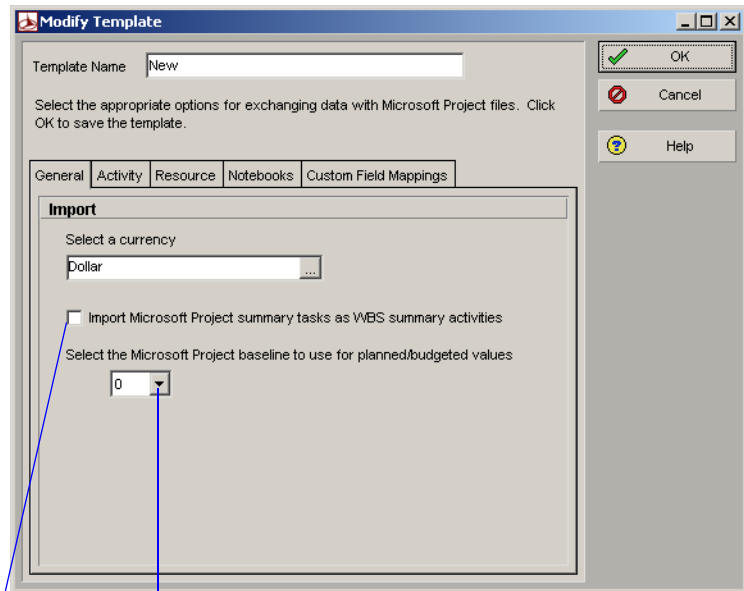 Modify Template
Template Name New
Select the appropriate options for exchanging data with Microsoft Project files. Click
OK to save the template.
OK
Cancel
Help
General Activity Resource Notebooks Custom Field Mappings
Import
Select a currency
Dollar ...
Import Microsoft Project summary tasks as WBS summary activities
Select the Microsoft Project baseline to use for planned/budgeted values
0